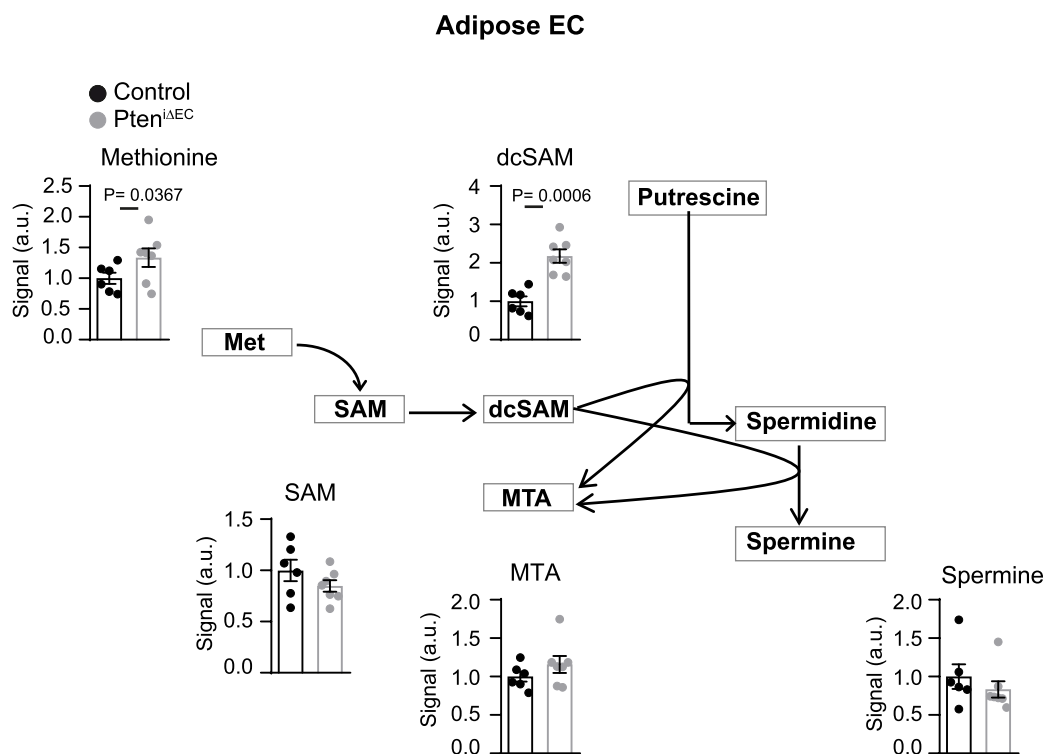 Adipose EC
Control
Pten^iΔEC
Methionine
P= 0.0367
Signal (a.u.)
2.5
2.0
1.5
1.0
0.5
0.0
dcSAM
P= 0.0006
Signal (a.u.)
4
3
2
1
0
Putrescine
Met
SAM
dcSAM
Spermidine
MTA
Spermine
SAM
Signal (a.u.)
1.5
1.0
0.5
0.0
MTA
Signal (a.u.)
2.0
1.5
1.0
0.5
0.0
Spermine
Signal (a.u.)
2.0
1.5
1.0
0.5
0.0